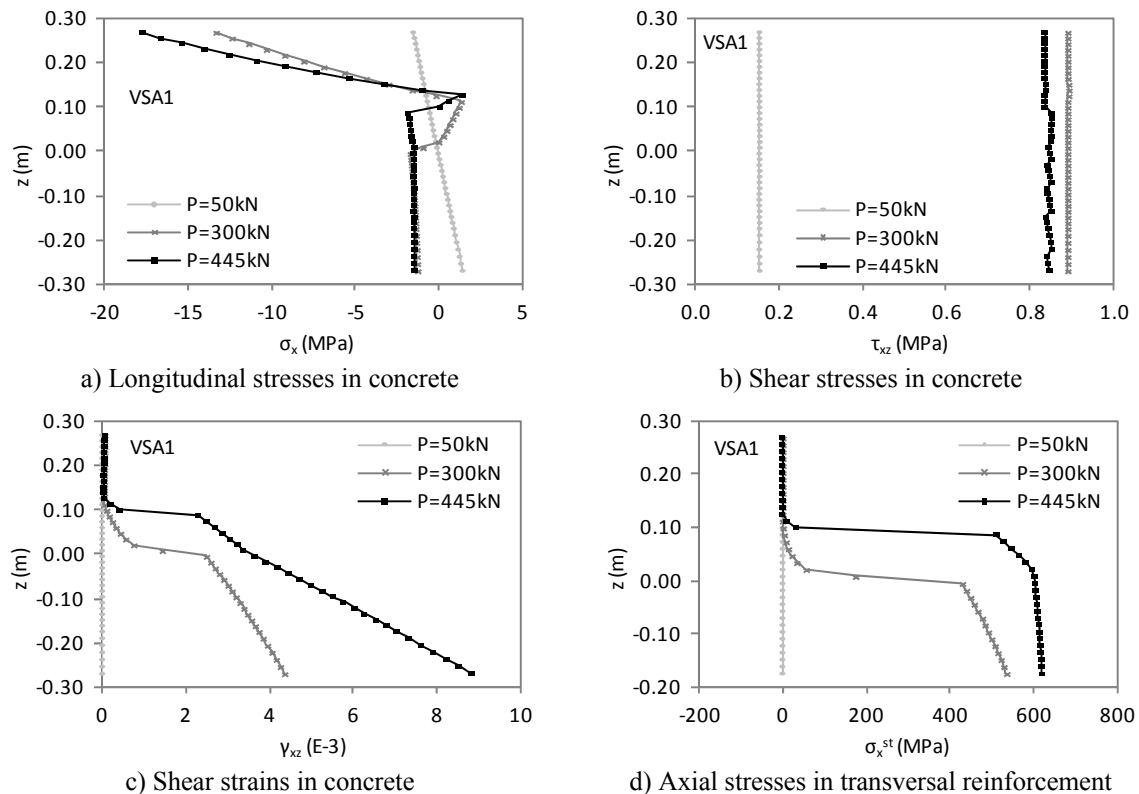 0.30
0.20
0.10
0.00
-0.10
-0.20
-0.30
z (m)
VSA1
P=50kN
P=300kN
P=445kN
-20 -15 -10 -5 0 5
σx (MPa)
a) Longitudinal stresses in concrete
0.30
0.20
0.10
0.00
-0.10
-0.20
-0.30
z (m)
VSA1
P=50kN
P=300kN
P=445kN
0.0 0.2 0.4 0.6 0.8 1.0
τxz (MPa)
b) Shear stresses in concrete
0.30
0.20
0.10
0.00
-0.10
-0.20
-0.30
z (m)
VSA1
P=50kN
P=300kN
P=445kN
0 2 4 6 8 10
γxz (E-3)
c) Shear strains in concrete
0.30
0.20
0.10
0.00
-0.10
-0.20
z (m)
VSA1
P=50kN
P=300kN
P=445kN
-200 0 200 400 600 800
σx^st (MPa)
d) Axial stresses in transversal reinforcement